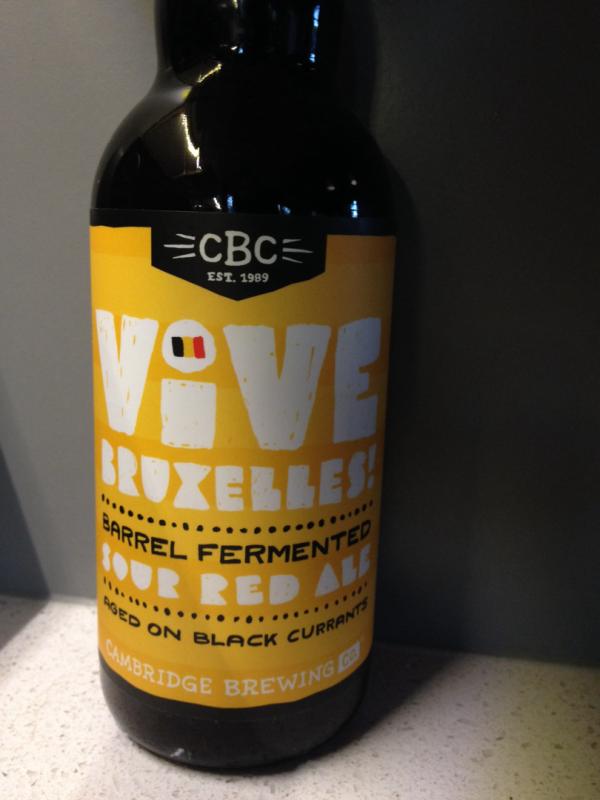 CBC
EST. 1989
ViVE
BRUXELLES!
BARREL FERMENTED
SOUR RED ALE
AGED ON BLACK CURRANTS
CAMBRIDGE BREWING CO.